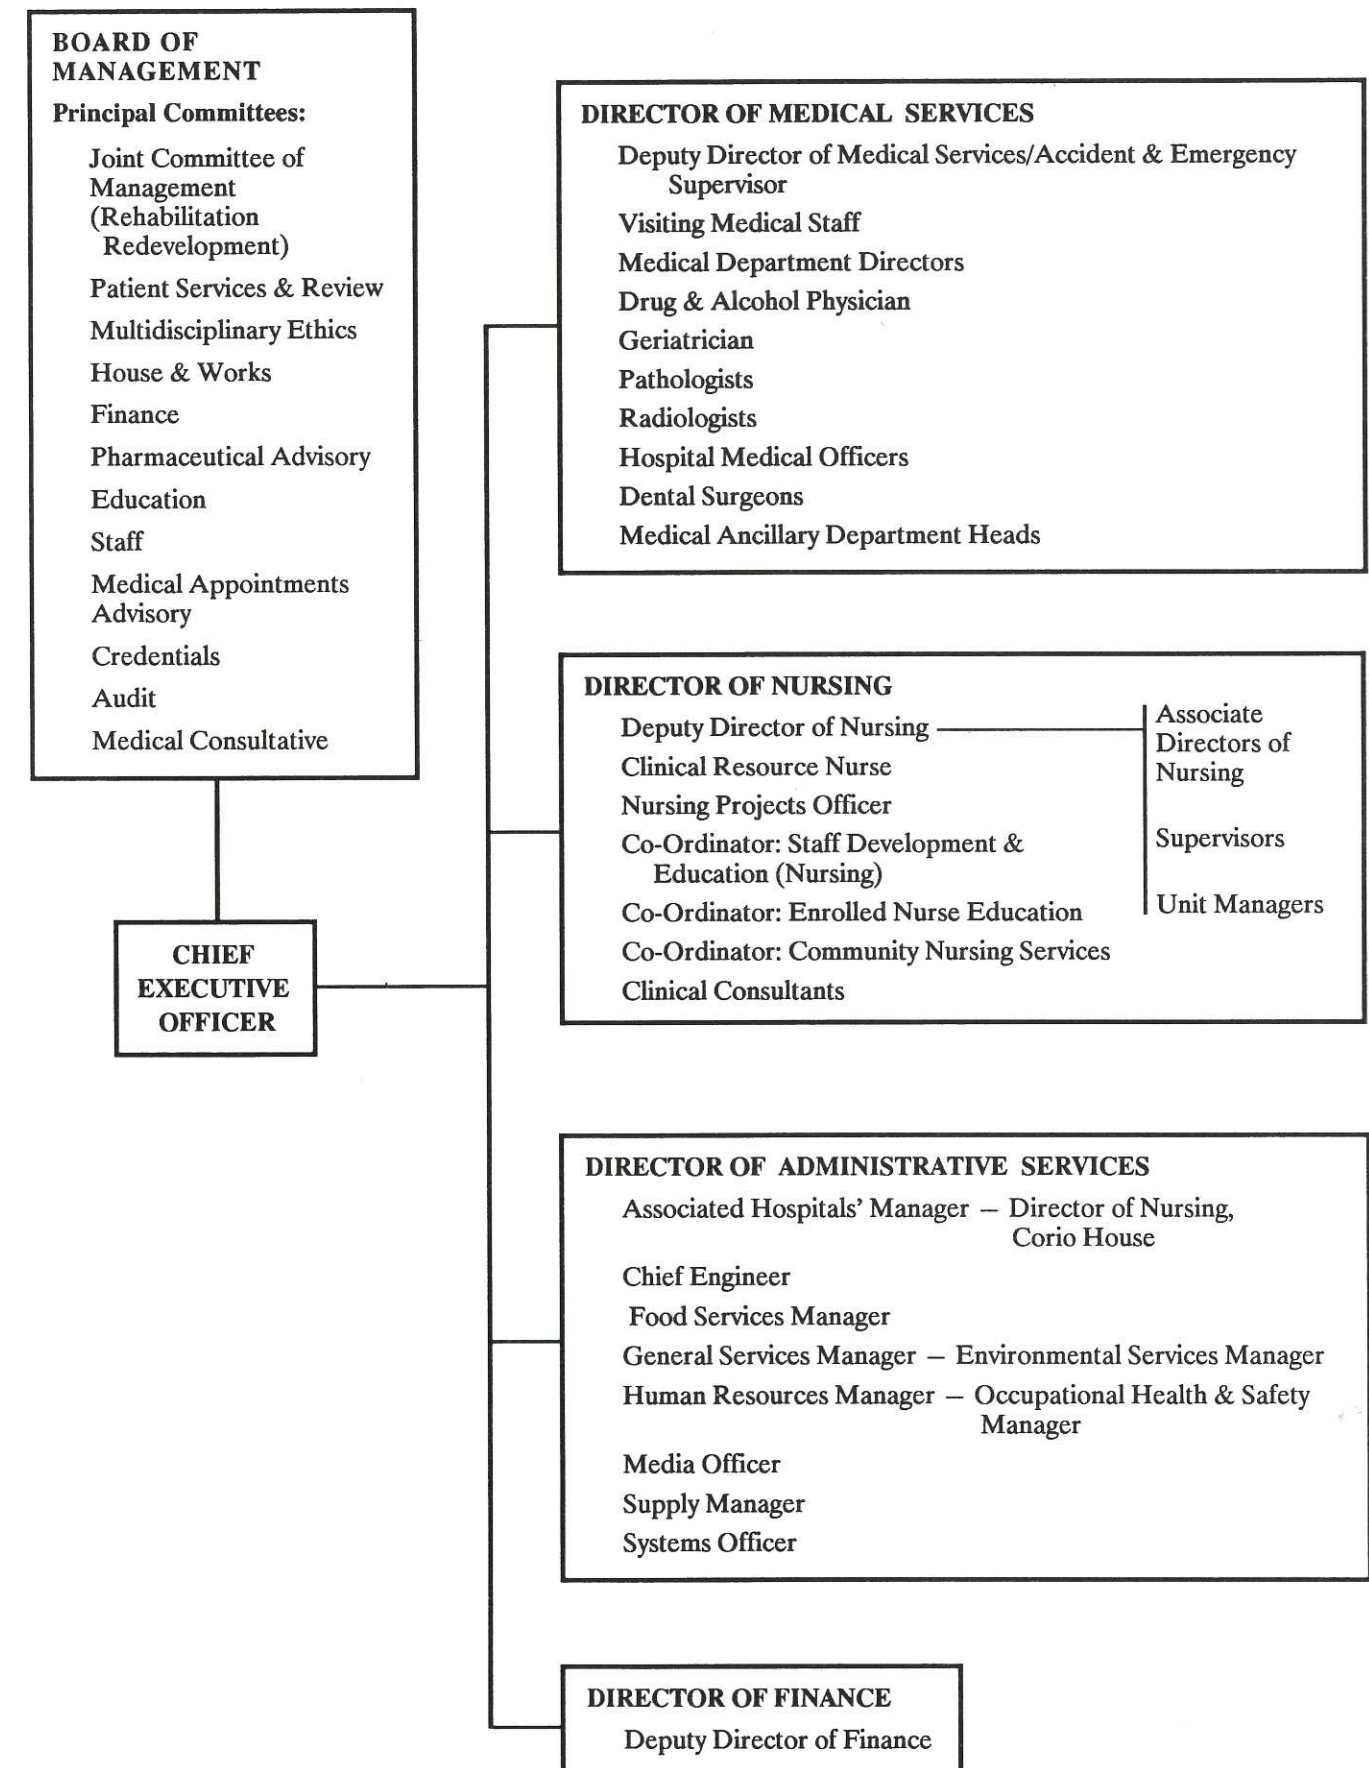 BOARD OF
MANAGEMENT
Principal Committees:
Joint Committee of
Management
(Rehabilitation
Redevelopment)
Patient Services & Review
Multidisciplinary Ethics
House & Works
Finance
Pharmaceutical Advisory
Education
Staff
Medical Appointments
Advisory
Credentials
Audit
Medical Consultative
CHIEF
EXECUTIVE
OFFICER
DIRECTOR OF MEDICAL SERVICES
Deputy Director of Medical Services/Accident & Emergency
Supervisor
Visiting Medical Staff
Medical Department Directors
Drug & Alcohol Physician
Geriatrician
Pathologists
Radiologists
Hospital Medical Officers
Dental Surgeons
Medical Ancillary Department Heads
DIRECTOR OF NURSING
Deputy Director of Nursing
Clinical Resource Nurse
Nursing Projects Officer
Co-Ordinator: Staff Development &
Education (Nursing)
Co-Ordinator: Enrolled Nurse Education
Co-Ordinator: Community Nursing Services
Clinical Consultants
Associate
Directors of
Nursing
Supervisors
Unit Managers
DIRECTOR OF ADMINISTRATIVE SERVICES
Associated Hospitals’ Manager — Director of Nursing,
Corio House
Chief Engineer
Food Services Manager
General Services Manager — Environmental Services Manager
Human Resources Manager — Occupational Health & Safety
Manager
Media Officer
Supply Manager
Systems Officer
DIRECTOR OF FINANCE
Deputy Director of Finance